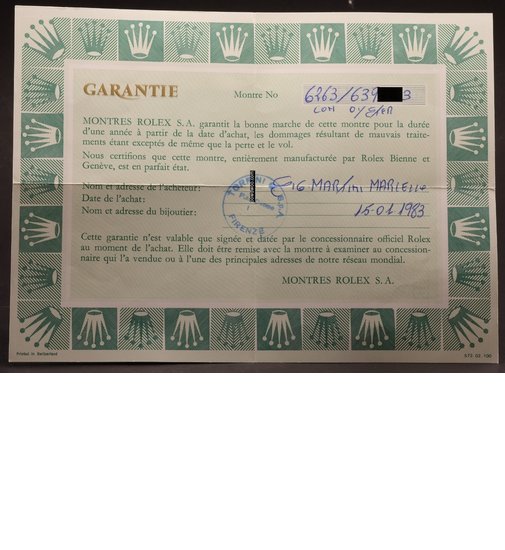 GARANTIE
Montre No 6263/639 3
MONTRES ROLEX S. A. garantit la bonne marche de cette montre pour la durée
d'une année à partir de la date d'achat, les dommages résultant de mauvais traite-
ments étant exceptés de même que la perte et le vol.
Nous certifions que cette montre, entièrement manufacturée par Rolex Bienne et
Genève, est en parfait état.
Nom et adresse de l'acheteur:
Date de l'achat: 15-01-1983
Nom et adresse du bijoutier:
FIRENZE
Cette garantie n'est valable que signée et datée par le concessionnaire officiel Rolex
au moment de l'achat. Elle doit être remise avec la montre à examiner au concession-
naire qui l'a vendue ou à l'une des principales adresses de notre réseau mondial.
MONTRES ROLEX S. A.
Printed in Switzerland
572.02.100